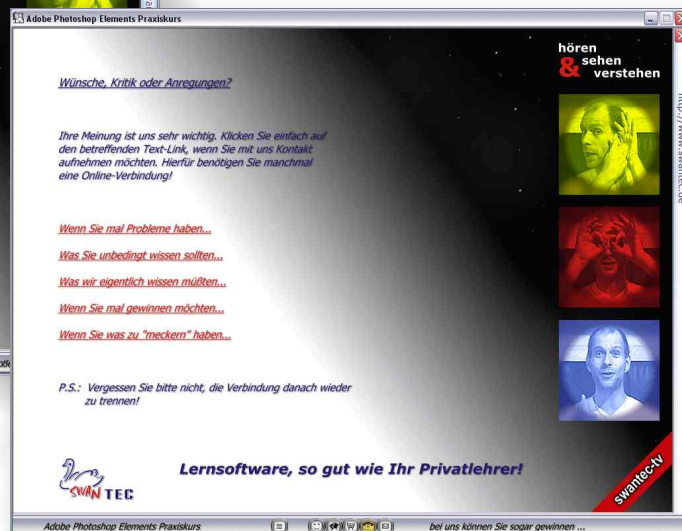 Adobe Photoshop Elements Praxiskurs
hören
& sehen
verstehen
Wünsche, Kritik oder Anregungen?
Ihre Meinung ist uns sehr wichtig. Klicken Sie einfach auf
den betreffenden Text-Link, wenn Sie mit uns Kontakt
aufnehmen möchten. Hierfür benötigen Sie manchmal
eine Online-Verbindung!
Wenn Sie mal Probleme haben...
Was Sie unbedingt wissen sollten...
Was wir eigentlich wissen müßten...
Wenn Sie mal gewinnen möchten...
Wenn Sie was zu "meckern" haben...
P.S.: Vergessen Sie bitte nicht, die Verbindung danach wieder
zu trennen!
SWAN TEC
Lernsoftware, so gut wie Ihr Privatlehrer!
swantec-tv
Adobe Photoshop Elements Praxiskurs
bei uns können Sie sogar gewinnen ...
http://www.swantec.de